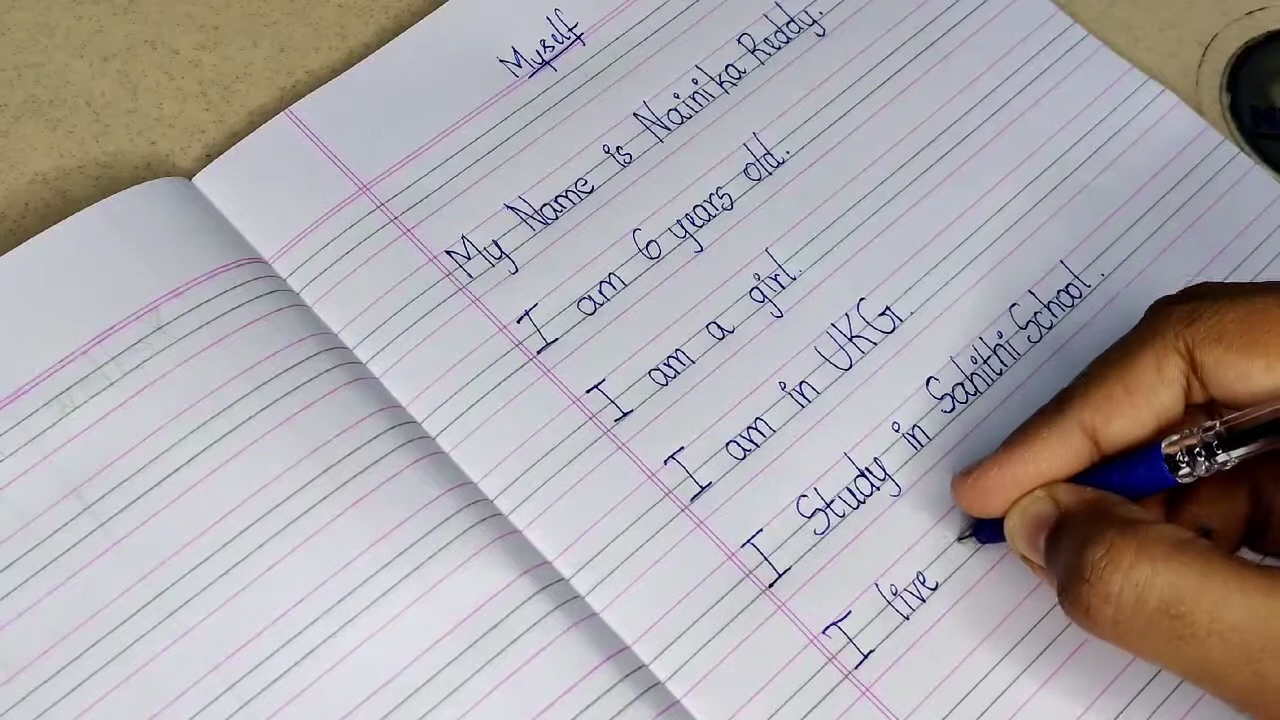 Myself
My Name is Nainika Reddy.
I am 6 years old.
I am a girl.
I am in UKG.
I Study in Sahithi School.
I live